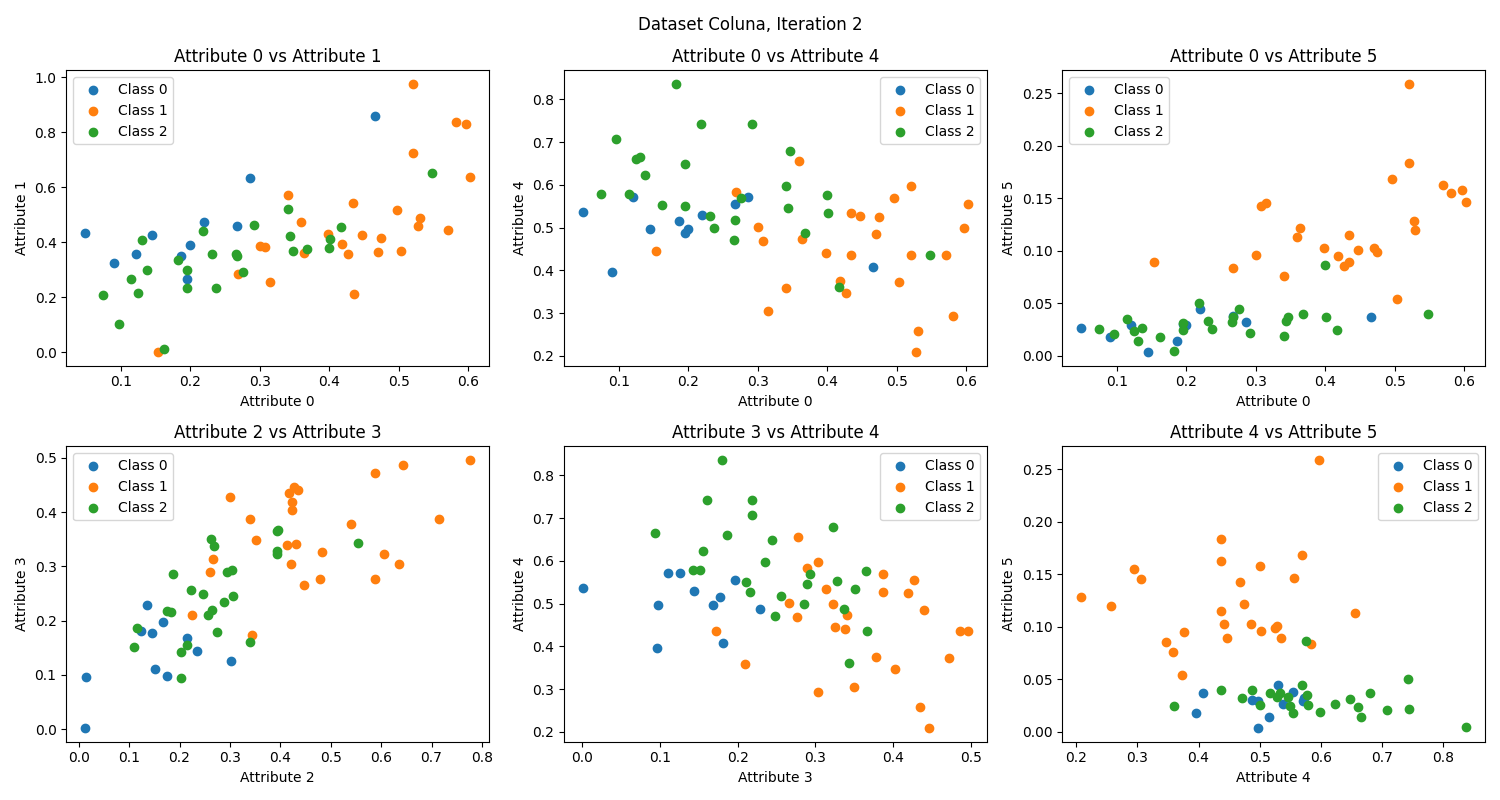 Dataset Coluna, Iteration 2
Attribute 0 vs Attribute 1
Class 0
Class 1
Class 2
1.0
0.8
0.6
0.4
0.2
0.0
Attribute 1
0.1 0.2 0.3 0.4 0.5 0.6
Attribute 0
Attribute 0 vs Attribute 4
Class 0
Class 1
Class 2
0.8
0.7
0.6
0.5
0.4
0.3
0.2
Attribute 4
0.1 0.2 0.3 0.4 0.5 0.6
Attribute 0
Attribute 0 vs Attribute 5
Class 0
Class 1
Class 2
0.25
0.20
0.15
0.10
0.05
0.00
Attribute 5
0.1 0.2 0.3 0.4 0.5 0.6
Attribute 0
Attribute 2 vs Attribute 3
Class 0
Class 1
Class 2
0.5
0.4
0.3
0.2
0.1
0.0
Attribute 3
0.0 0.1 0.2 0.3 0.4 0.5 0.6 0.7 0.8
Attribute 2
Attribute 3 vs Attribute 4
Class 0
Class 1
Class 2
0.8
0.7
0.6
0.5
0.4
0.3
0.2
Attribute 4
0.0 0.1 0.2 0.3 0.4 0.5
Attribute 3
Attribute 4 vs Attribute 5
Class 0
Class 1
Class 2
0.25
0.20
0.15
0.10
0.05
0.00
Attribute 5
0.2 0.3 0.4 0.5 0.6 0.7 0.8
Attribute 4